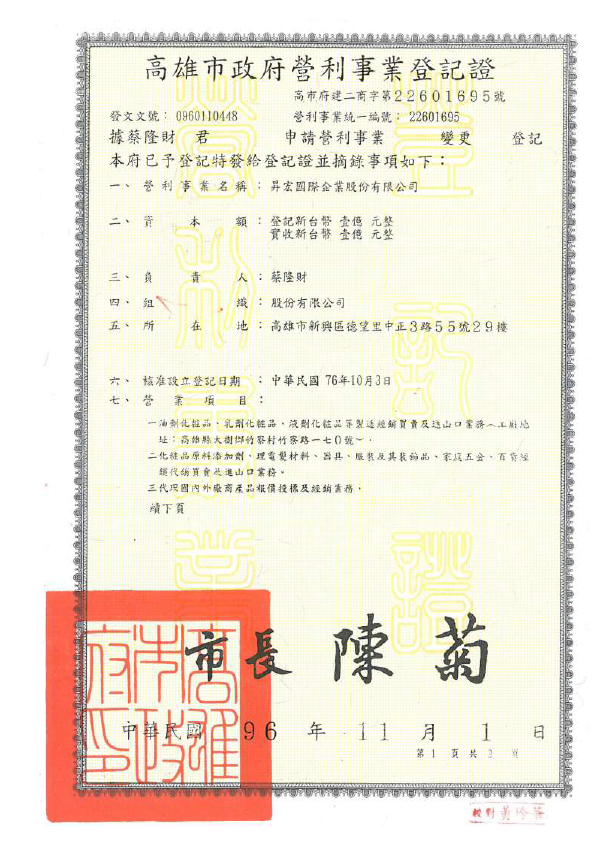 高雄市政府營利事業登記證
高市府建二商字第22601695號
發文文號： 0960110448
營利事業統一編號： 22601695
據蔡隆財 君 申請營利事業 變更 登記
本府已予登記特發給登記證並摘錄事項如下：
一、 營利事業名稱 ： 昇宏國際企業股份有限公司
二、 資本額 ： 登記新台幣 壹億 元整
實收新台幣 壹億 元整
三、 負責人 ： 蔡隆財
四、 組織 ： 股份有限公司
五、 所在地 ： 高雄市新興區德望里中正3路55號29樓
六、 核准設立登記日期 ： 中華民國 76年10月3日
七、 營業項目：
一油劑化粧品、乳劑化粧品、液劑化粧品等製造經銷買賣及進出口業務（工廠地
址：高雄縣大樹鄉竹寮村竹寮路一七0號）、
二化粧品原料添加劑、理電髮材料、器具、服裝及其裝飾品、家庭五金、百貨經
銷代銷買賣及進出口業務。
三代理國內外廠商產品報價投標及經銷業務。
續下頁
市長 陳菊
高雄市政府印
中華民國 96 年 11 月 1 日
第 1 頁共 2 頁
校對